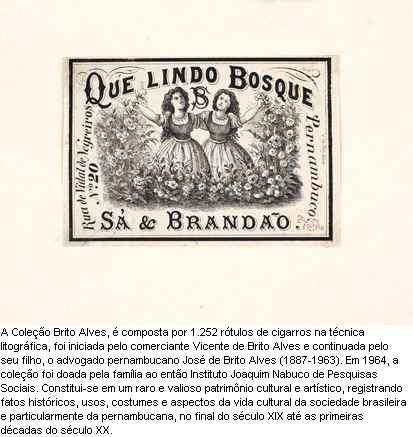 QUE LINDO BOSQUE
B
S
Rua de Vidal de Negreiros
Nº. 20
Pernambuco.
SÁ & BRANDÃO.
A Coleção Brito Alves, é composta por 1.252 rótulos de cigarros na técnica
litográfica, foi iniciada pelo comerciante Vicente de Brito Alves e continuada pelo
seu filho, o advogado pernambucano José de Brito Alves (1887-1963). Em 1964, a
coleção foi doada pela família ao então Instituto Joaquim Nabuco de Pesquisas
Sociais. Constitui-se em um raro e valioso patrimônio cultural e artístico, registrando
fatos históricos, usos, costumes e aspectos da vida cultural da sociedade brasileira
e particularmente da pernambucana, no final do século XIX até as primeiras
décadas do século XX.